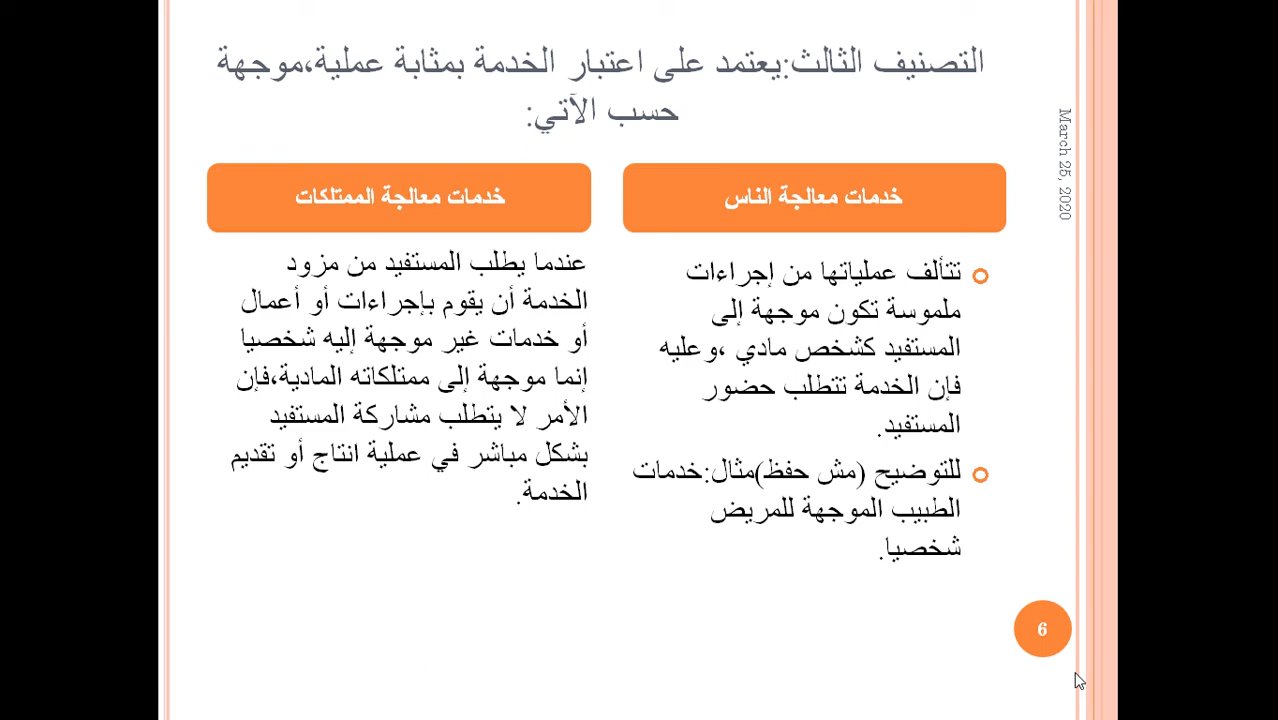 التصنيف الثالث:يعتمد على اعتبار الخدمة بمثابة عملية،موجهة
حسب الآتي:
March 25, 2020
خدمات معالجة الناس
تتألف عملياتها من إجراءات
ملموسة تكون موجهة إلى
المستفيد كشخص مادي ،وعليه
فإن الخدمة تتطلب حضور
المستفيد.
للتوضيح (مش حفظ)مثال:خدمات
الطبيب الموجهة للمريض
شخصيا.
خدمات معالجة الممتلكات
عندما يطلب المستفيد من مزود
الخدمة أن يقوم بإجراءات أو أعمال
أو خدمات غير موجهة إليه شخصيا
إنما موجهة إلى ممتلكاته المادية،فإن
الأمر لا يتطلب مشاركة المستفيد
بشكل مباشر في عملية انتاج أو تقديم
الخدمة.
6